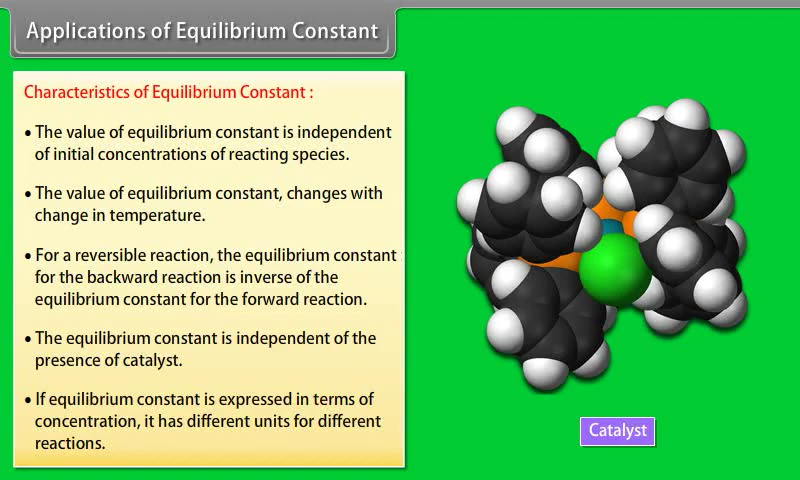 Applications of Equilibrium Constant
Characteristics of Equilibrium Constant :
• The value of equilibrium constant is independent
of initial concentrations of reacting species.
• The value of equilibrium constant, changes with
change in temperature.
• For a reversible reaction, the equilibrium constant
for the backward reaction is inverse of the
equilibrium constant for the forward reaction.
• The equilibrium constant is independent of the
presence of catalyst.
• If equilibrium constant is expressed in terms of
concentration, it has different units for different
reactions.
Catalyst